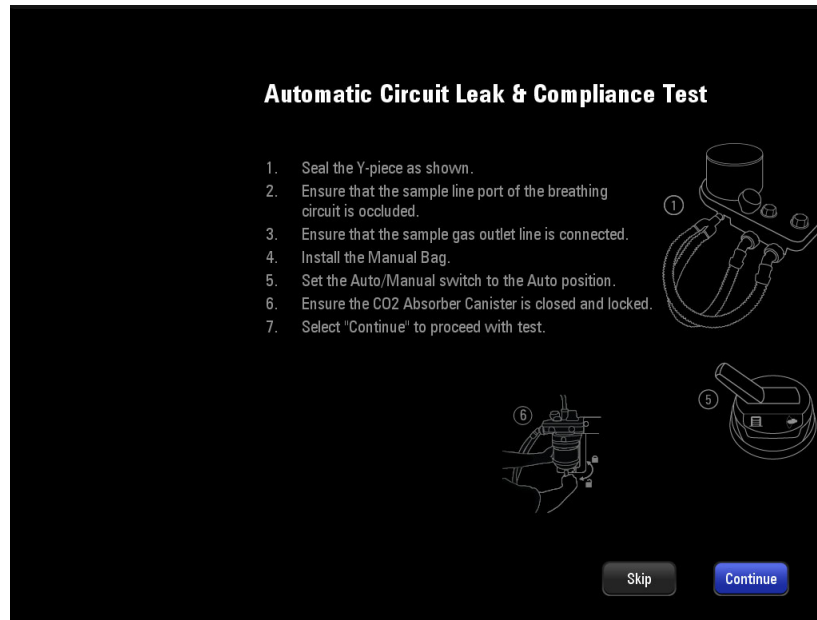 Automatic Circuit Leak & Compliance Test
1. Seal the Y-piece as shown.
2. Ensure that the sample line port of the breathing
circuit is occluded.
3. Ensure that the sample gas outlet line is connected.
4. Install the Manual Bag.
5. Set the Auto/Manual switch to the Auto position.
6. Ensure the CO2 Absorber Canister is closed and locked.
7. Select "Continue" to proceed with test.
1
5
6
Skip
Continue